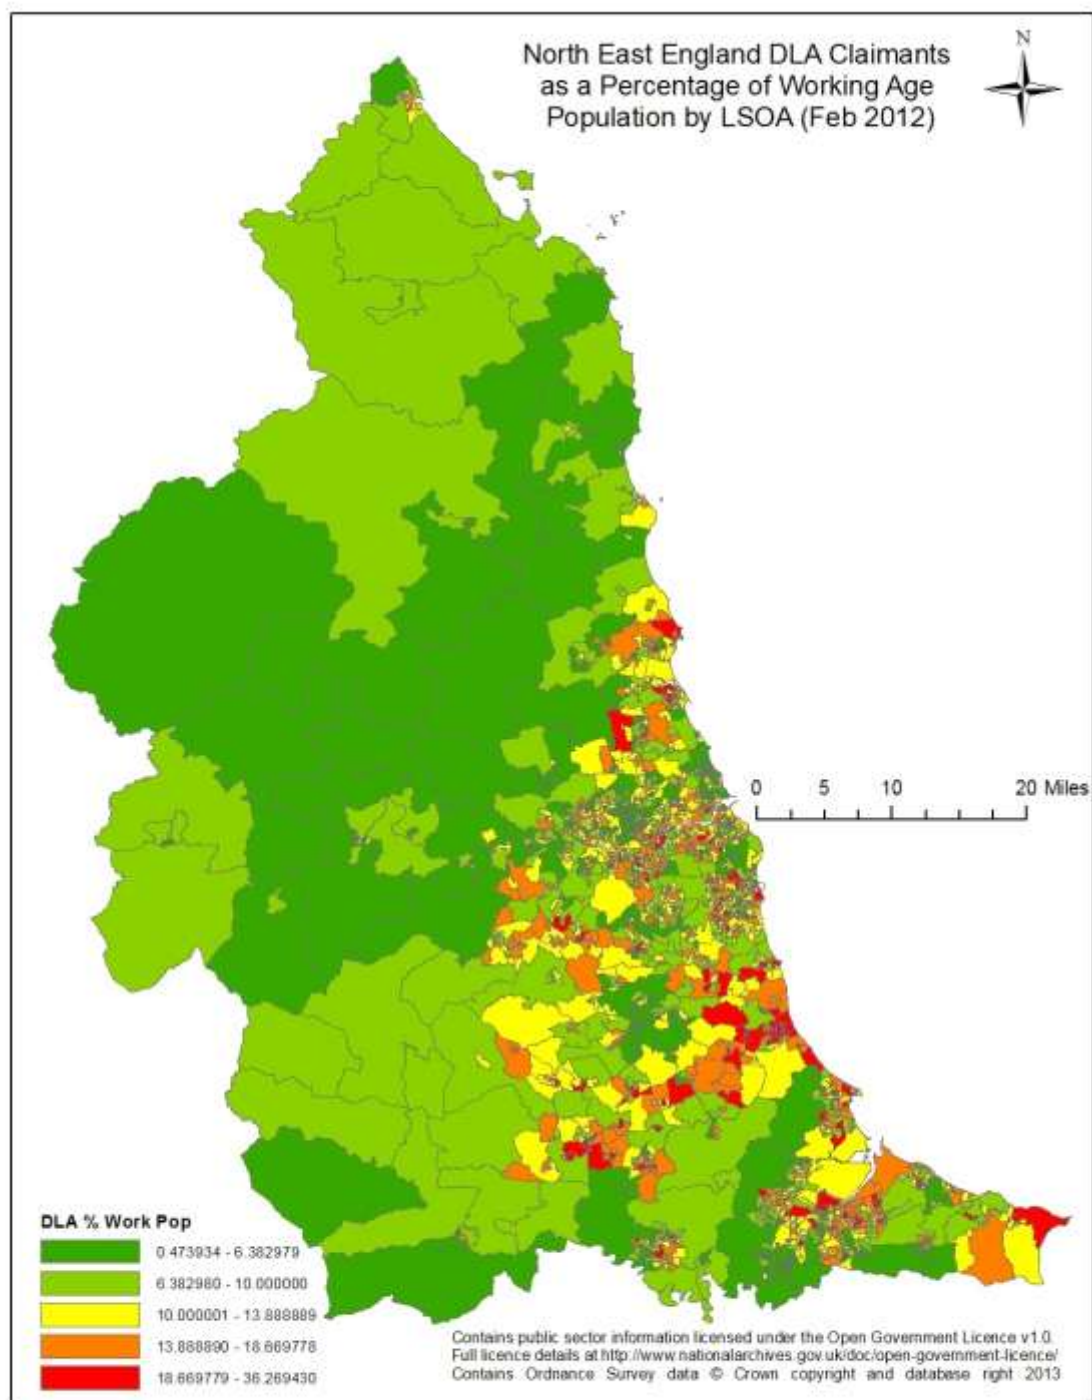 North East England DLA Claimants
as a Percentage of Working Age
Population by LSOA (Feb 2012)
N
0 5 10 20 Miles
DLA % Work Pop
0.473934 - 6.382979
6.382980 - 10.000000
10.000001 - 13.888889
13.888890 - 18.669778
18.669779 - 36.269430
Contains public sector information licensed under the Open Government Licence v1.0.
Full licence details at http://www.nationalarchives.gov.uk/doc/open-government-licence/
Contains Ordnance Survey data © Crown copyright and database right 2013